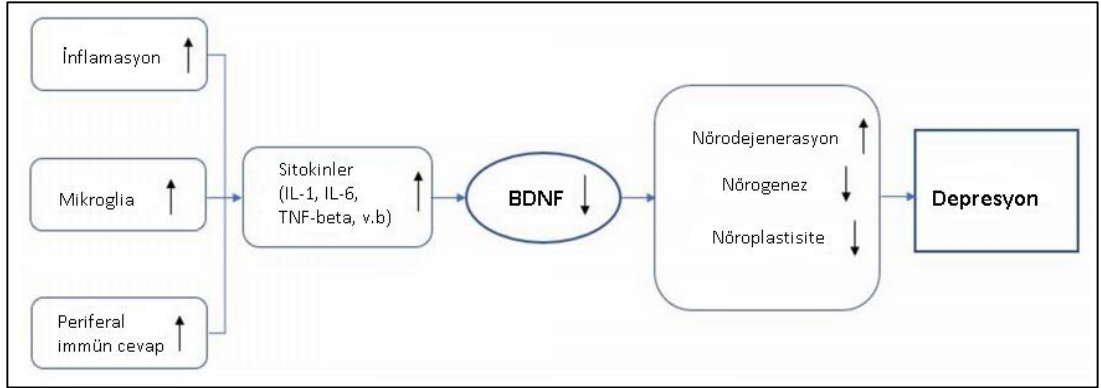 İnflamasyon
Mikroglia
Periferal
immün cevap
Sitokinler
(IL-1, IL-6,
TNF-beta, v.b)
BDNF
Nörodejenerasyon
Nörogenez
Nöroplastisite
Depresyon